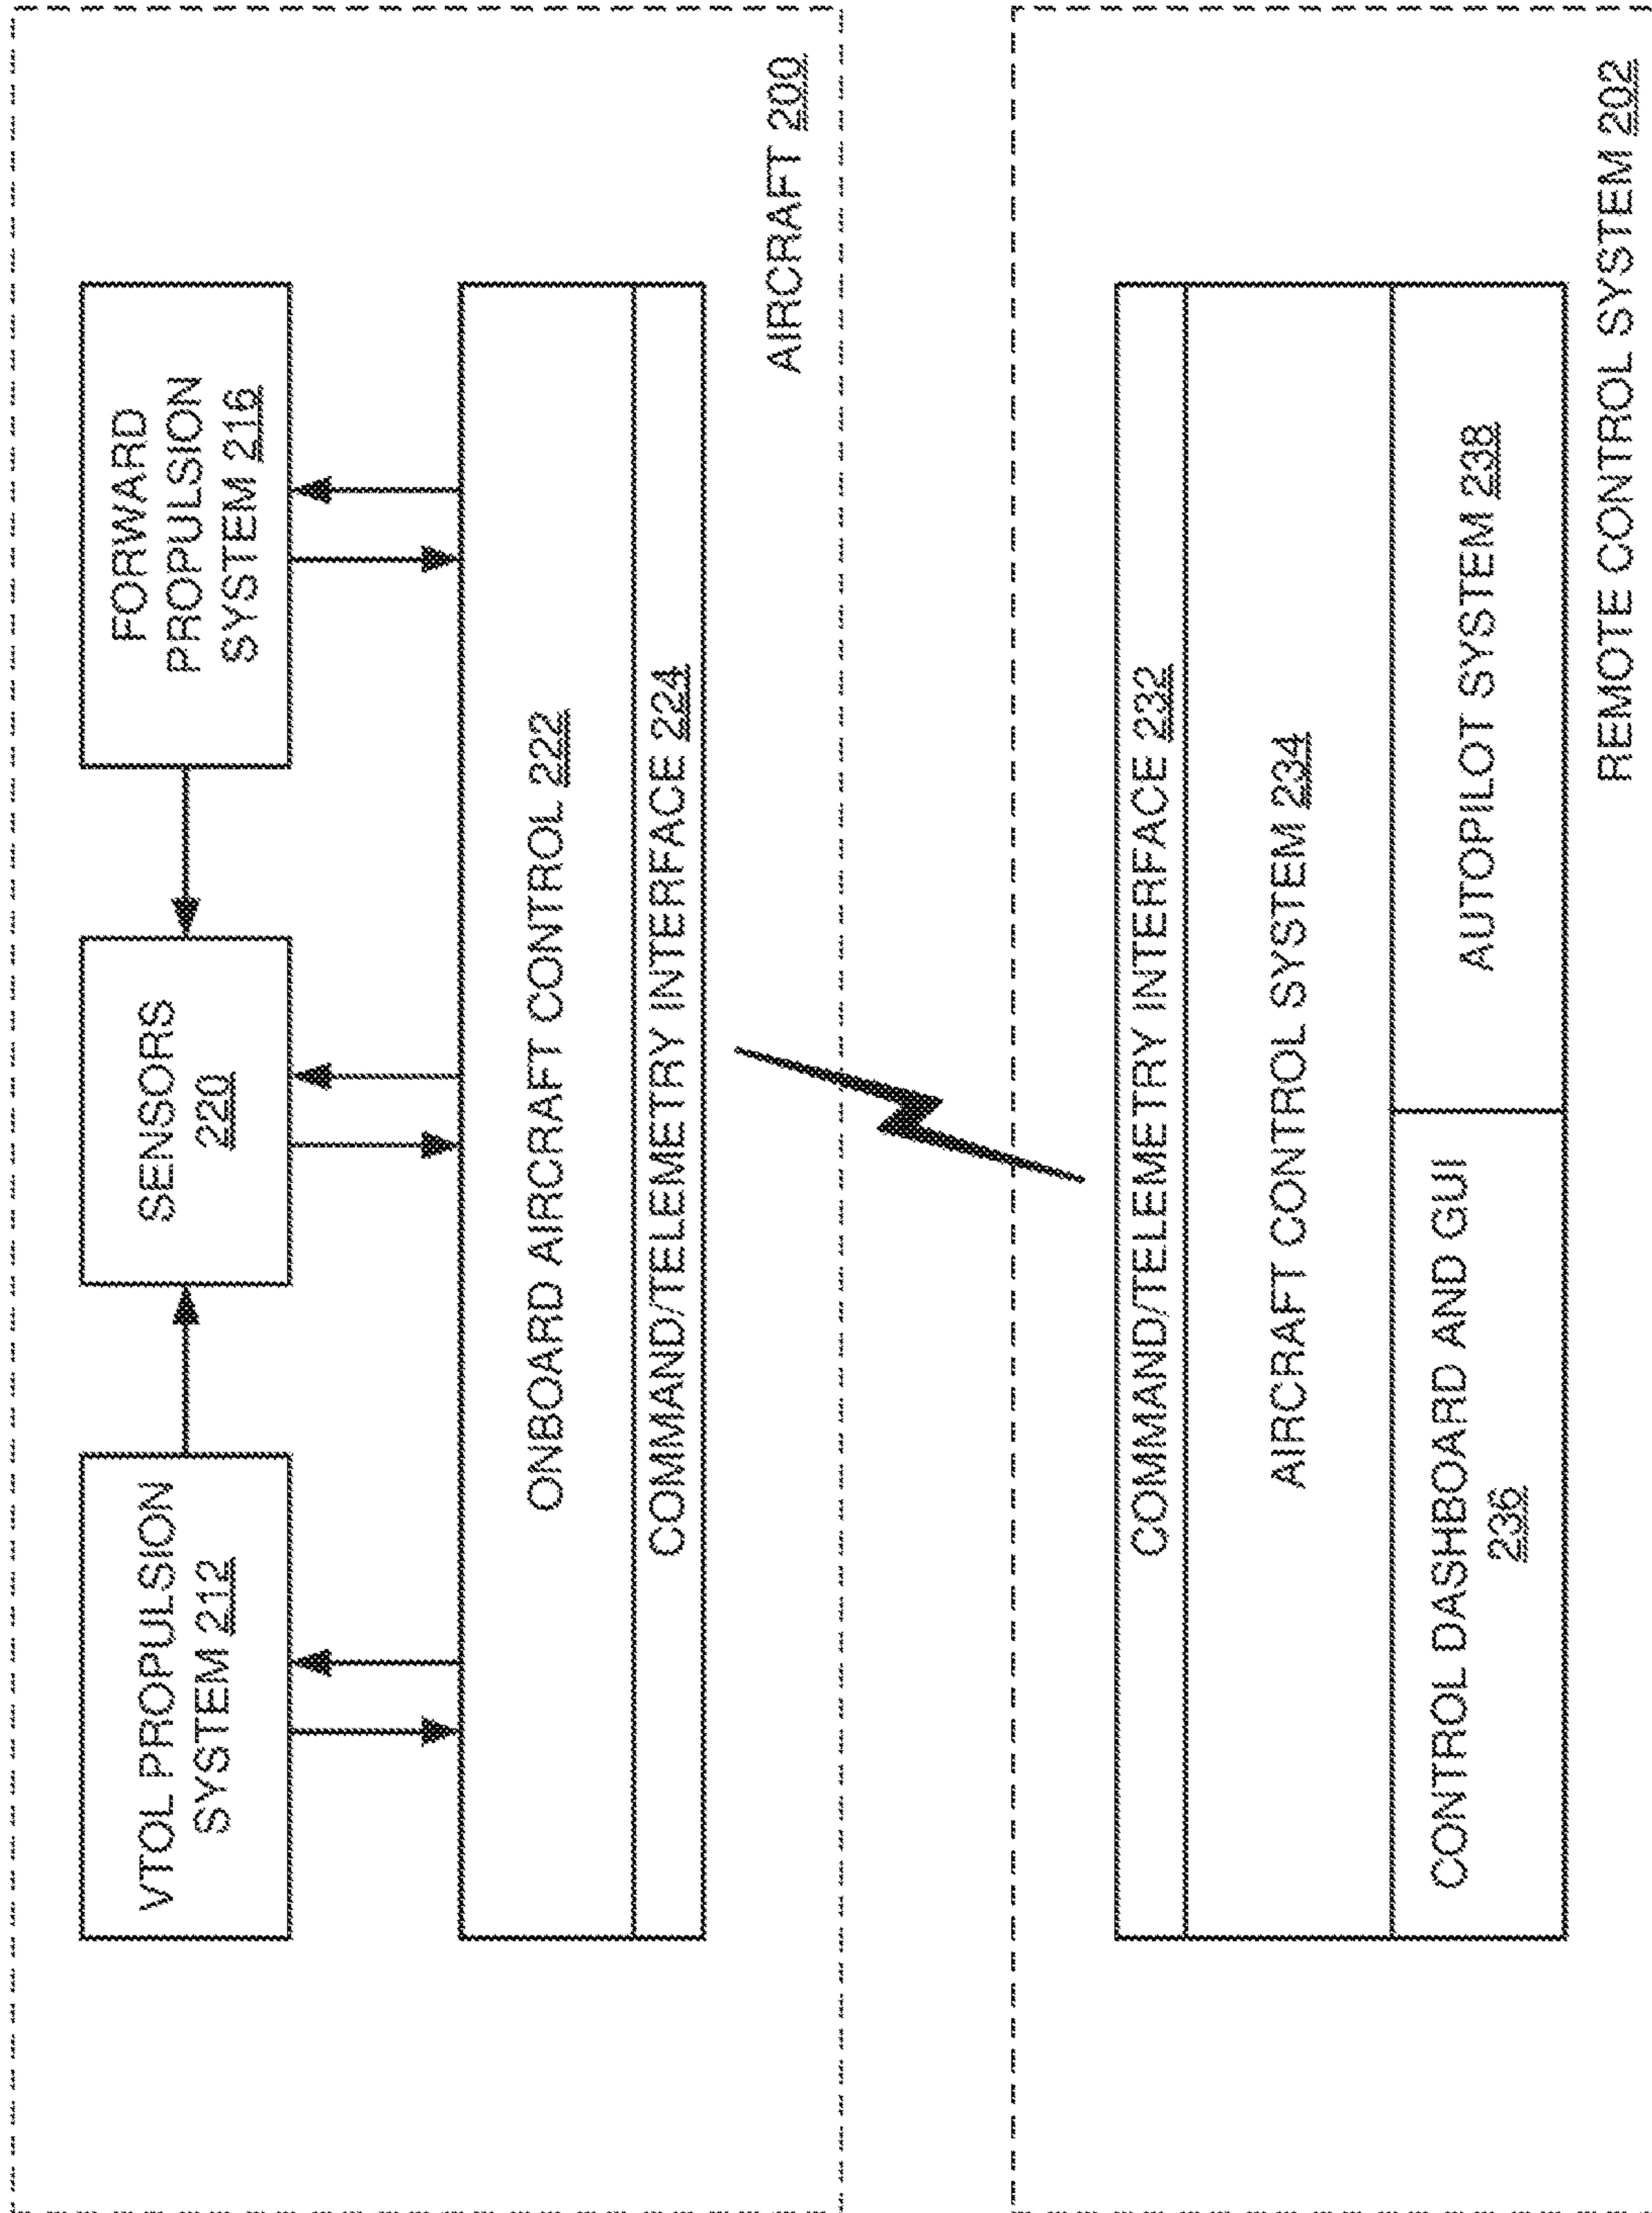 VTOL PROPULSION
SYSTEM 212
SENSORS
220
FORWARD
PROPULSION
SYSTEM 216
ONBOARD AIRCRAFT CONTROL 222
COMMAND/TELEMETRY INTERFACE 224
AIRCRAFT 200
COMMAND/TELEMETRY INTERFACE 232
AIRCRAFT CONTROL SYSTEM 234
CONTROL DASHBOARD AND GUI
236
AUTOPILOT SYSTEM 238
REMOTE CONTROL SYSTEM 202